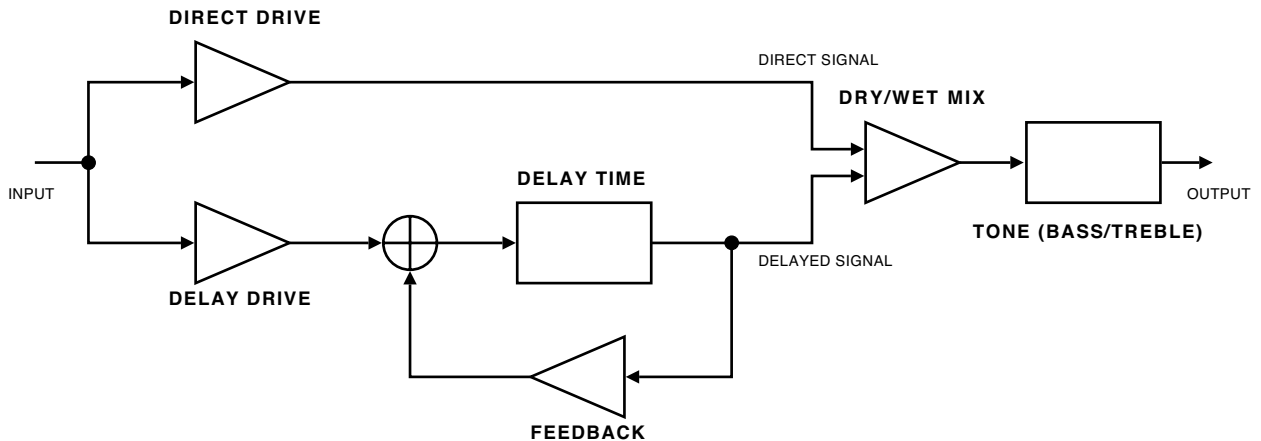 DIRECT DRIVE
DIRECT SIGNAL
DRY/WET MIX
INPUT
DELAY TIME
OUTPUT
TONE (BASS/TREBLE)
DELAYED SIGNAL
DELAY DRIVE
FEEDBACK